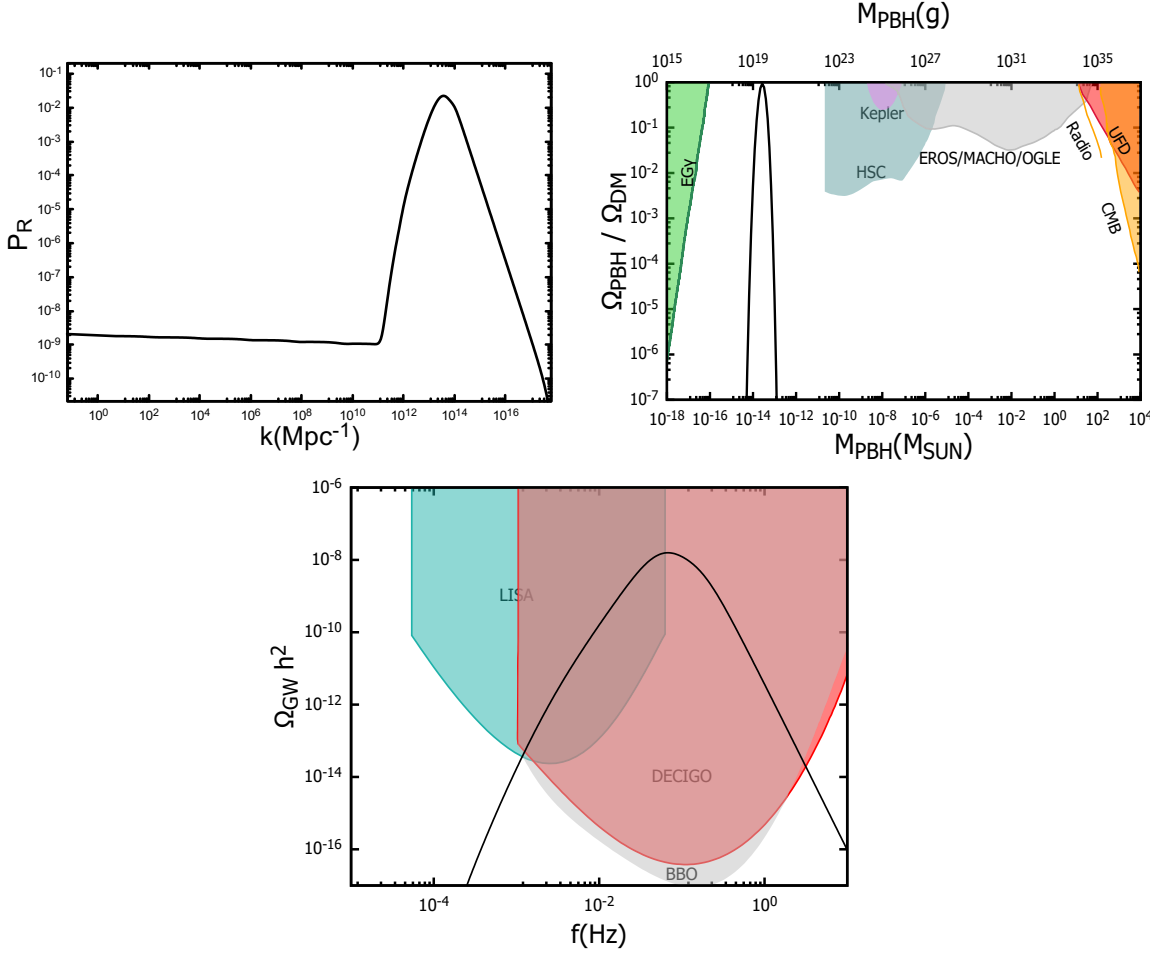 M_PBH(g)
10^15 10^19 10^23 10^27 10^31 10^35
10^-1
10^-2
10^-3
10^-4
10^-5
10^-6
10^-7
10^-8
10^-9
10^-10
P_R
10^0 10^2 10^4 10^6 10^8 10^10 10^12 10^14 10^16
k(Mpc^-1)
10^0
10^-1
10^-2
10^-3
10^-4
10^-5
10^-6
10^-7
Ω_PBH / Ω_DM
EGγ
Kepler
HSC
EROS/MACHO/OGLE
Radio
UFD
CMB
10^-18 10^-16 10^-14 10^-12 10^-10 10^-8 10^-6 10^-4 10^-2 10^0 10^2 10^4
M_PBH(M_SUN)
10^-6
10^-8
10^-10
10^-12
10^-14
10^-16
Ω_GW h^2
LISA
DECIGO
BBO
10^-4 10^-2 10^0
f(Hz)